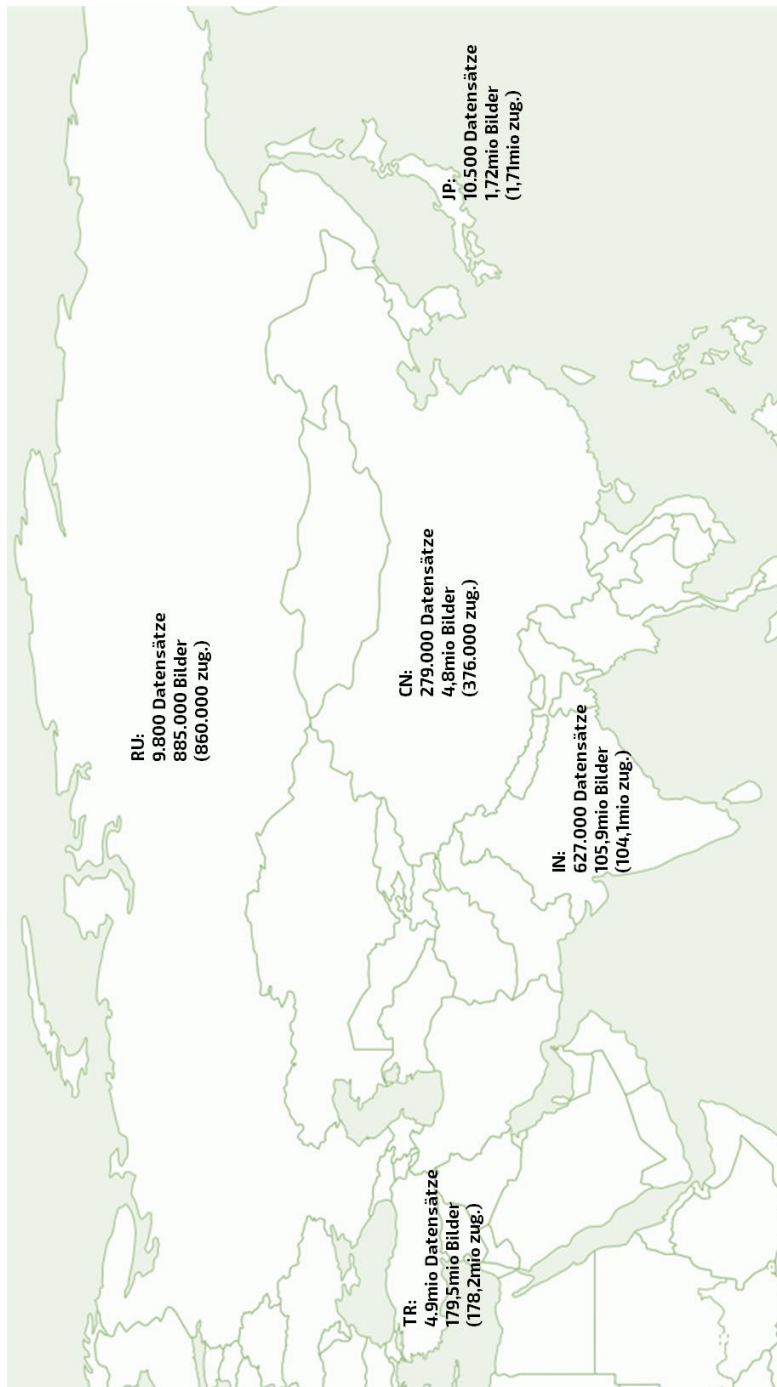 RU:
9.800 Datensätze
885.000 Bilder
(860.000 zug.)
JP:
10.500 Datensätze
1,72mio Bilder
(1,71mio zug.)
CN:
279.000 Datensätze
4,8mio Bilder
(376.000 zug.)
IN:
627.000 Datensätze
105,9mio Bilder
(104,1mio zug.)
TR:
4.9mio Datensätze
179,5mio Bilder
(178,2mio zug.)